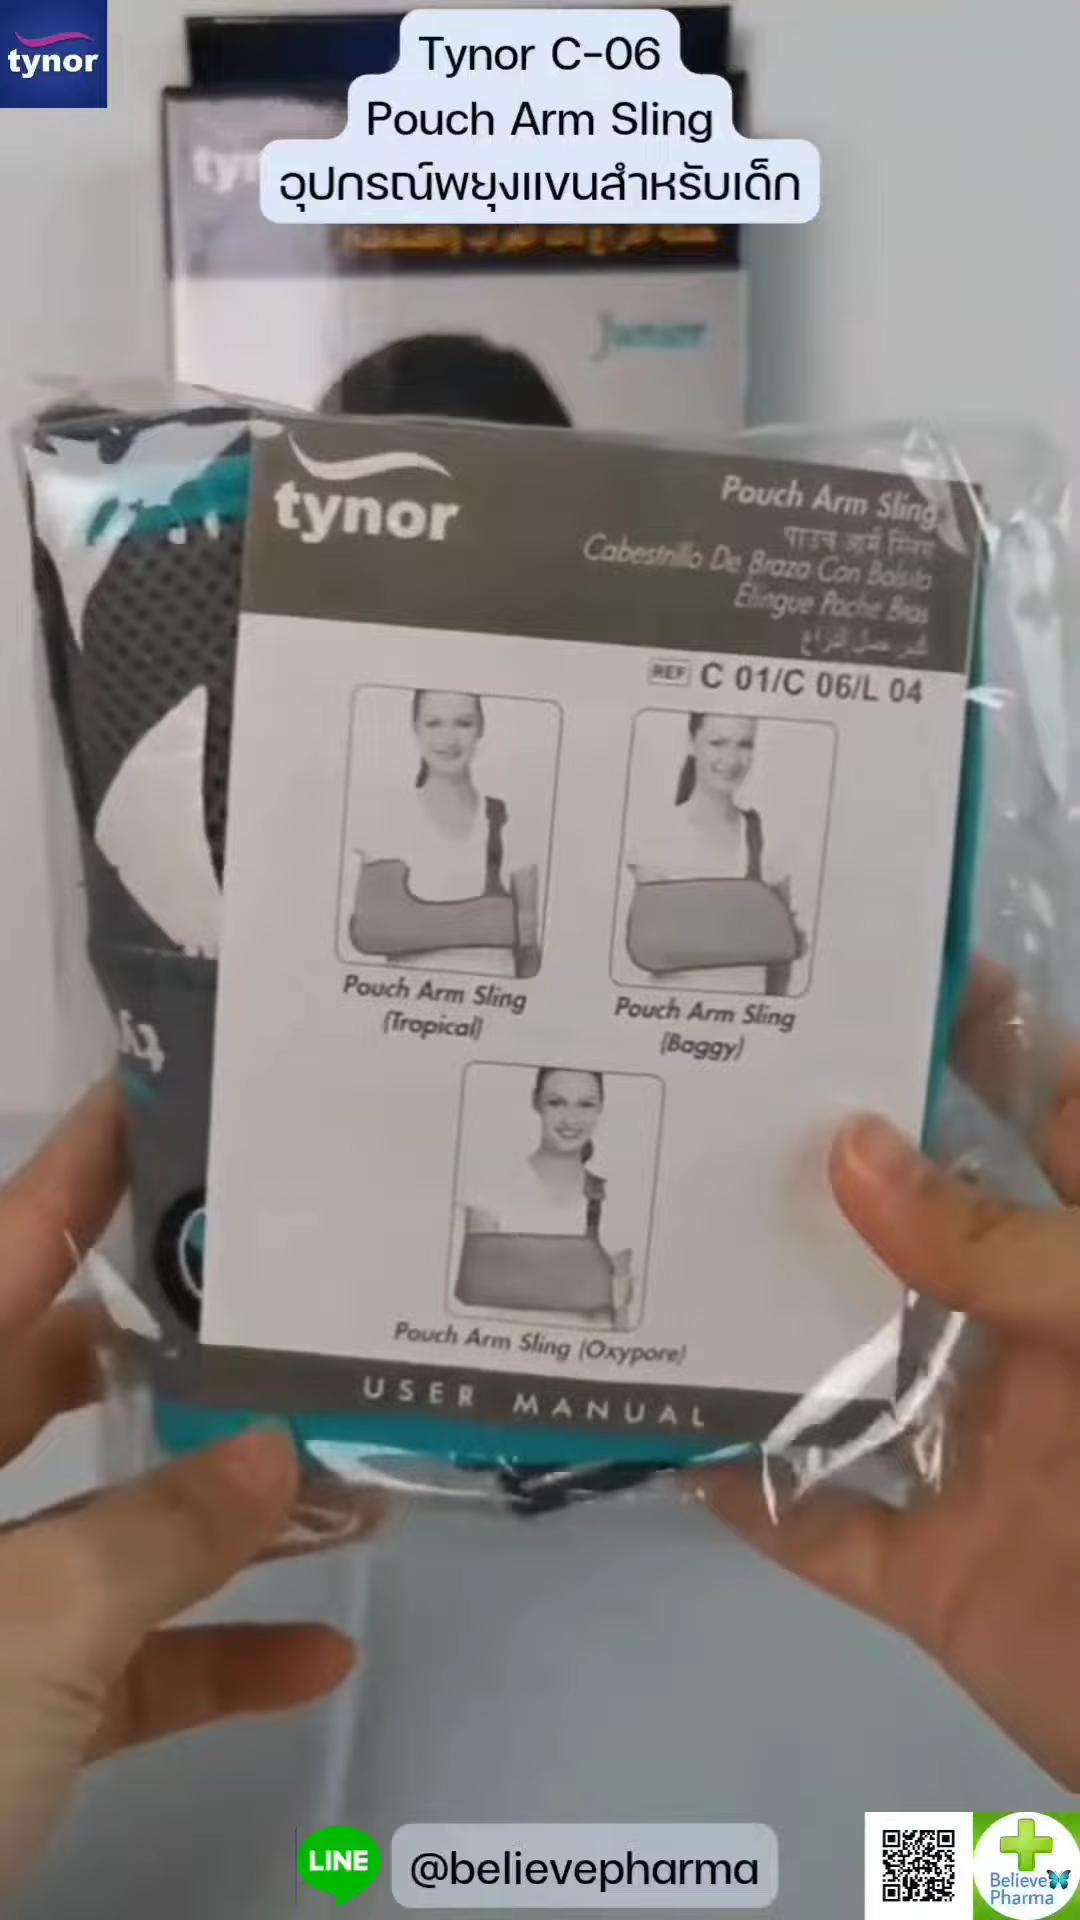 tynor
Tynor C-06
Pouch Arm Sling
อุปกรณ์พยุงแขนสำหรับเด็ก
Junior
tynor
Pouch Arm Sling
पाउच आर्म स्लिंग
Cabestrillo De Brazo Con Bolsito
Elingue Poche Bras
REF C 01/C 06/L 04
Pouch Arm Sling
(Tropical)
Pouch Arm Sling
(Baggy)
Pouch Arm Sling (Oxypore)
USER MANUAL
LINE
@believepharma
Believe
Pharma